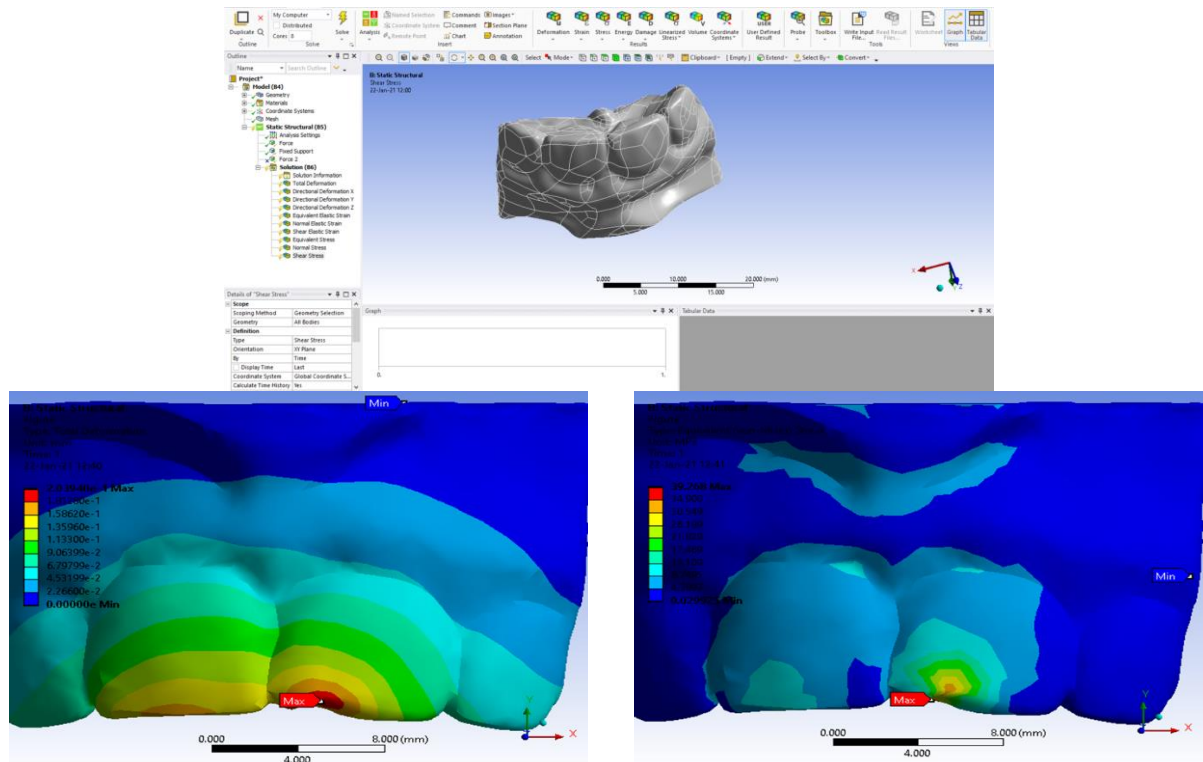 My Computer
Distributed
Duplicate
Cores 8
Solve
Analysis
Named Selection
Commands
Images
Coordinate System
Comment
Section Plane
Remote Point
Chart
Annotation
Deformation
Strain
Stress
Energy
Damage
Linearized Stress
Volume
Coordinate Systems
User Defined Result
Probe
Toolbox
Write Input File...
Read Result Files...
Worksheet
Graph
Tabular Data
Outline
Solve
Insert
Results
Tools
Views
Outline
Name
Search Outline
Select
Mode
Clipboard
[ Empty ]
Extend
Select By
Convert
Project*
Model (B4)
Geometry
Materials
Coordinate Systems
Mesh
Static Structural (B5)
Analysis Settings
Force
Fixed Support
Force 2
Solution (B6)
Solution Information
Total Deformation
Directional Deformation X
Directional Deformation Y
Directional Deformation Z
Equivalent Elastic Strain
Normal Elastic Strain
Shear Elastic Strain
Equivalent Stress
Normal Stress
Shear Stress
B: Static Structural
Shear Stress
22-Jan-21 12:00
0.000
10.000
20.000 (mm)
5.000
15.000
Details of "Shear Stress"
Scope
Scoping Method
Geometry Selection
Geometry
All Bodies
Definition
Type
Shear Stress
Orientation
XY Plane
By
Time
Display Time
Last
Coordinate System
Global Coordinate S...
Calculate Time History
Yes
Graph
0.
1.
Tabular Data
Min
1.58620e-1
1.35960e-1
1.13300e-1
9.06399e-2
6.79799e-2
4.53199e-2
2.26600e-2
0.00000e Min
Max
0.000
8.000 (mm)
4.000
Y
X
Min
Max
0.000
8.000 (mm)
4.000
Y
X